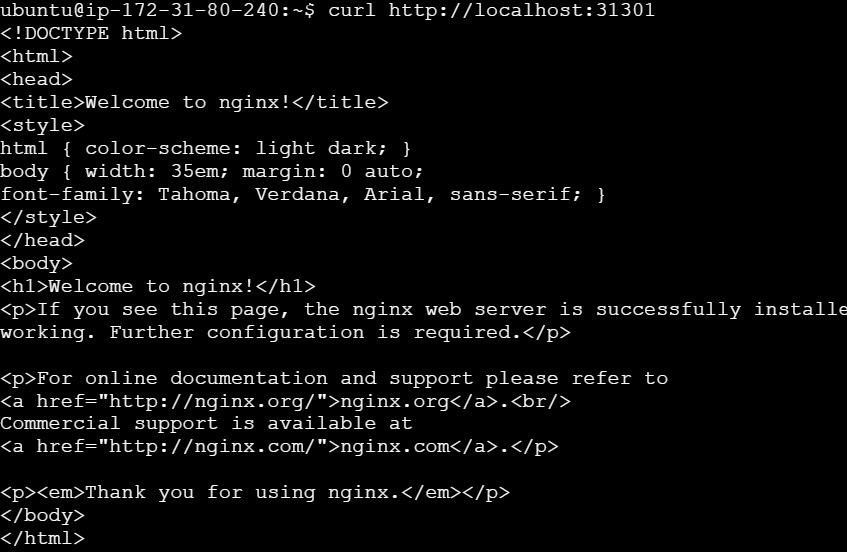 ubuntu@ip-172-31-80-240:~$ curl http://localhost:31301
<!DOCTYPE html>
<html>
<head>
<title>Welcome to nginx!</title>
<style>
html { color-scheme: light dark; }
body { width: 35em; margin: 0 auto;
font-family: Tahoma, Verdana, Arial, sans-serif; }
</style>
</head>
<body>
<h1>Welcome to nginx!</h1>
<p>If you see this page, the nginx web server is successfully installe
working. Further configuration is required.</p>

<p>For online documentation and support please refer to
<a href="http://nginx.org/">nginx.org</a>.<br/>
Commercial support is available at
<a href="http://nginx.com/">nginx.com</a>.</p>

<p><em>Thank you for using nginx.</em></p>
</body>
</html>